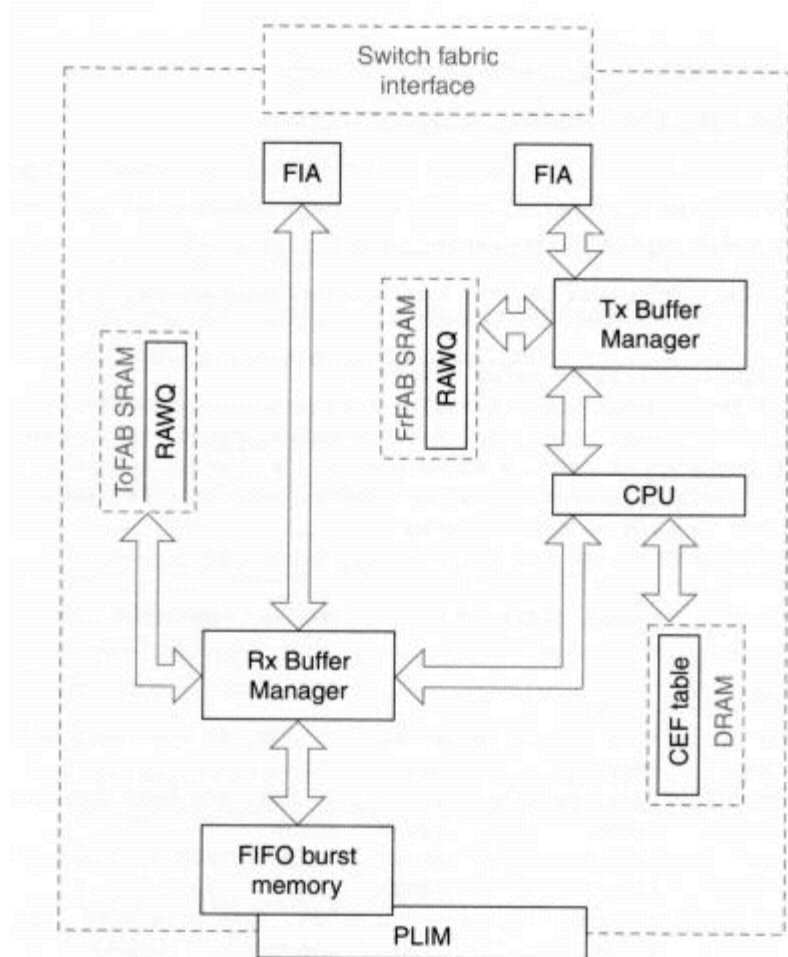 Switch fabric
interface
FIA
FIA
Tx Buffer
Manager
FrFAB SRAM
RAWQ
ToFAB SRAM
RAWQ
CPU
Rx Buffer
Manager
CEF table
DRAM
FIFO burst
memory
PLIM